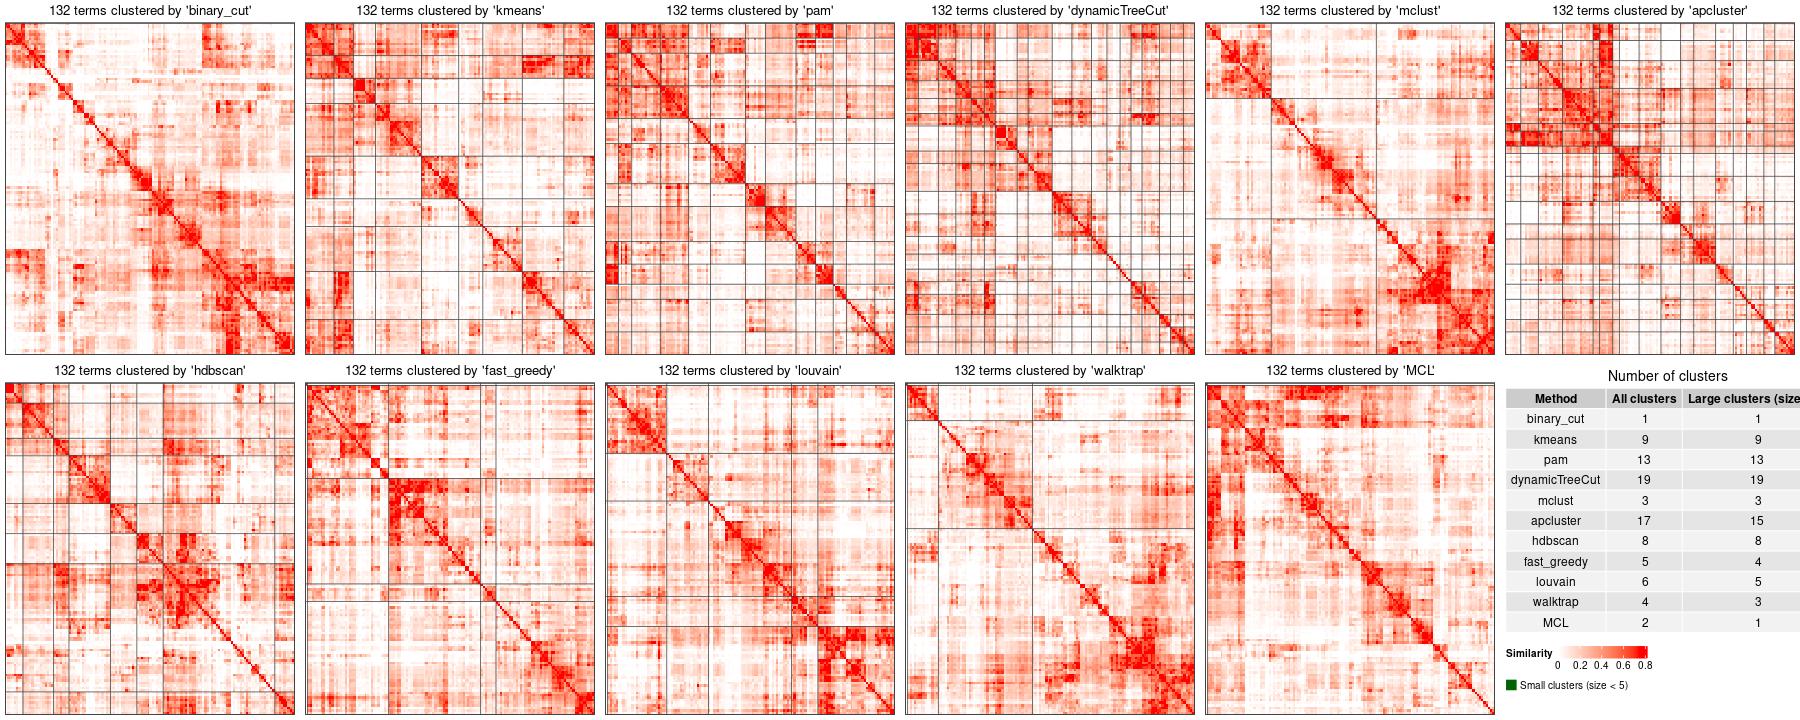 132 terms clustered by 'binary_cut'
132 terms clustered by 'kmeans'
132 terms clustered by 'pam'
132 terms clustered by 'dynamicTreeCut'
132 terms clustered by 'mclust'
132 terms clustered by 'apcluster'
132 terms clustered by 'hdbscan'
132 terms clustered by 'fast_greedy'
132 terms clustered by 'louvain'
132 terms clustered by 'walktrap'
132 terms clustered by 'MCL'
Number of clusters
Method All clusters Large clusters (size
binary_cut 1 1
kmeans 9 9
pam 13 13
dynamicTreeCut 19 19
mclust 3 3
apcluster 17 15
hdbscan 8 8
fast_greedy 5 4
louvain 6 5
walktrap 4 3
MCL 2 1
Similarity
0 0.2 0.4 0.6 0.8
Small clusters (size < 5)